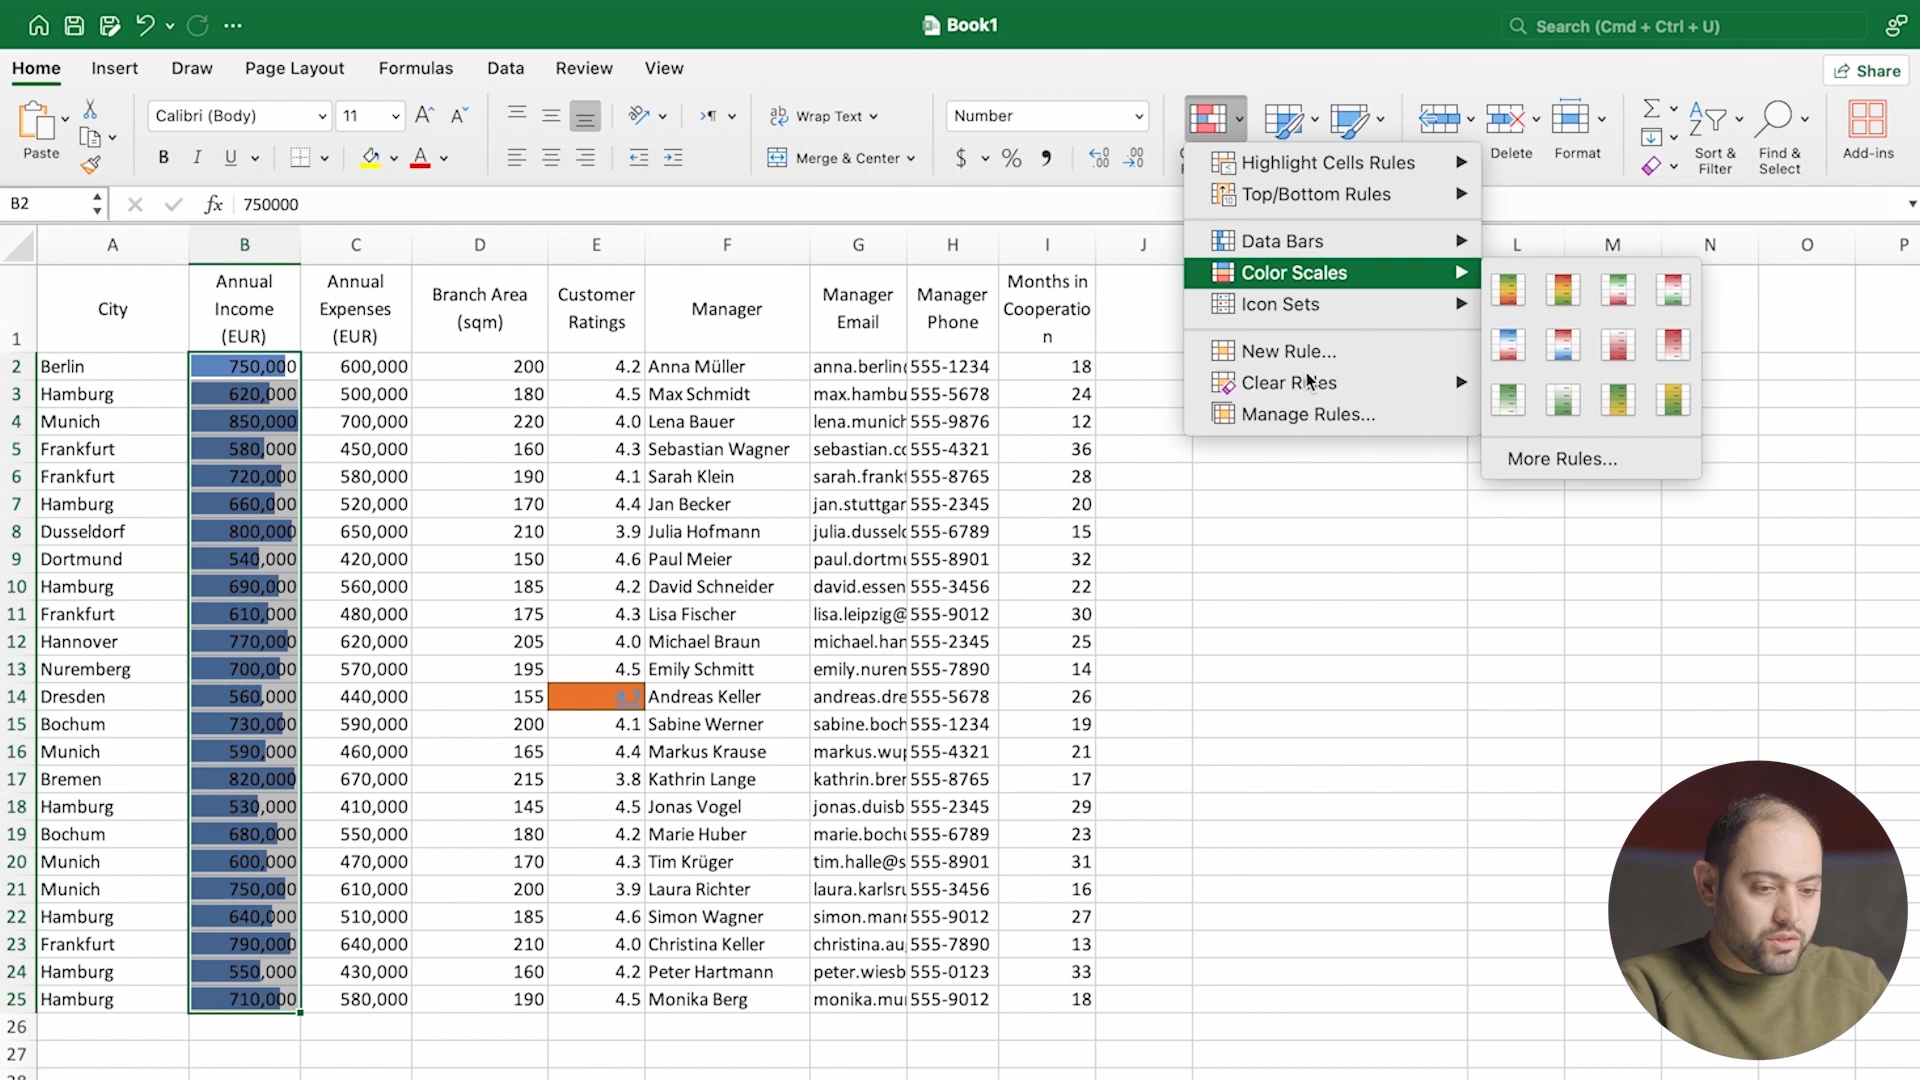 Book1
Search (Cmd + Ctrl + U)
Home Insert Draw Page Layout Formulas Data Review View
Share
Calibri (Body) 11
Wrap Text
Number
Paste
B I U A
Merge & Center
$ %
Delete Format
Sort & Filter
Find & Select
Add-ins
Highlight Cells Rules
Top/Bottom Rules
Data Bars
Color Scales
Icon Sets
New Rule...
Clear Rules
Manage Rules...
More Rules...
B2 fx 750000
A B C D E F G H I J L M N O P
1 City Annual Income (EUR) Annual Expenses (EUR) Branch Area (sqm) Customer Ratings Manager Manager Email Manager Phone Months in Cooperatio n
2 Berlin 750,000 600,000 200 4.2 Anna Müller anna.berlin 555-1234 18
3 Hamburg 620,000 500,000 180 4.5 Max Schmidt max.hambu 555-5678 24
4 Munich 850,000 700,000 220 4.0 Lena Bauer lena.munich 555-9876 12
5 Frankfurt 580,000 450,000 160 4.3 Sebastian Wagner sebastian.co 555-4321 36
6 Frankfurt 720,000 580,000 190 4.1 Sarah Klein sarah.frank 555-8765 28
7 Hamburg 660,000 520,000 170 4.4 Jan Becker jan.stuttgar 555-2345 20
8 Dusseldorf 800,000 650,000 210 3.9 Julia Hofmann julia.dusseld 555-6789 15
9 Dortmund 540,000 420,000 150 4.6 Paul Meier paul.dortmu 555-8901 32
10 Hamburg 690,000 560,000 185 4.2 David Schneider david.essen 555-3456 22
11 Frankfurt 610,000 480,000 175 4.3 Lisa Fischer lisa.leipzig@ 555-9012 30
12 Hannover 770,000 620,000 205 4.0 Michael Braun michael.han 555-2345 25
13 Nuremberg 700,000 570,000 195 4.5 Emily Schmitt emily.nurem 555-7890 14
14 Dresden 560,000 440,000 155 Andreas Keller andreas.dre 555-5678 26
15 Bochum 730,000 590,000 200 4.1 Sabine Werner sabine.boch 555-1234 19
16 Munich 590,000 460,000 165 4.4 Markus Krause markus.wup 555-4321 21
17 Bremen 820,000 670,000 215 3.8 Kathrin Lange kathrin.brer 555-8765 17
18 Hamburg 530,000 410,000 145 4.5 Jonas Vogel jonas.duisb 555-2345 29
19 Bochum 680,000 550,000 180 4.2 Marie Huber marie.bochu 555-6789 23
20 Munich 600,000 470,000 170 4.3 Tim Krüger tim.halle@s 555-8901 31
21 Munich 750,000 610,000 200 3.9 Laura Richter laura.karlsru 555-3456 16
22 Hamburg 640,000 510,000 185 4.6 Simon Wagner simon.mann 555-9012 27
23 Frankfurt 790,000 640,000 210 4.0 Christina Keller christina.au 555-7890 13
24 Hamburg 550,000 430,000 160 4.2 Peter Hartmann peter.wiesb 555-0123 33
25 Hamburg 710,000 580,000 190 4.5 Monika Berg monika.mur 555-9012 18
26
27